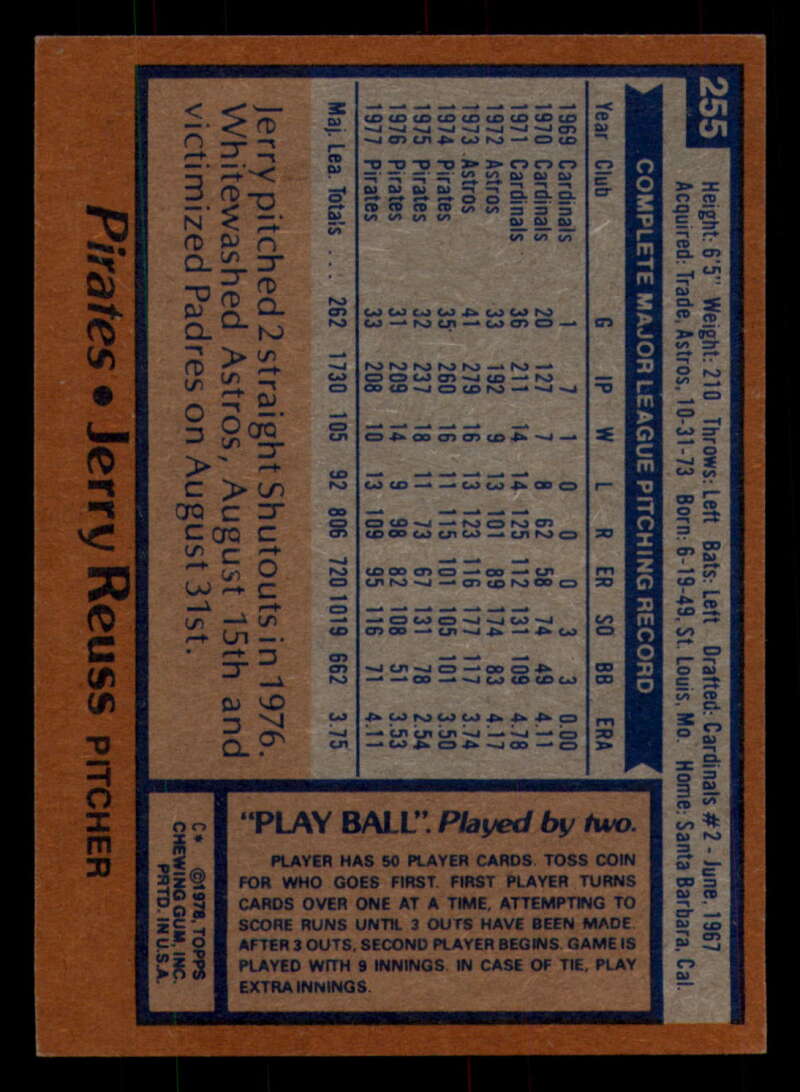 255
Height: 6'5" Weight: 210 Throws: Left Bats: Left Drafted: Cardinals #2 - June, 1967
Acquired: Trade, Astros, 10-31-73 Born: 6-19-49, St. Louis, Mo. Home: Santa Barbara, Cal.
COMPLETE MAJOR LEAGUE PITCHING RECORD
Year Club G IP W L R ER SO BB ERA
1969 Cardinals 1 7 1 0 0 0 3 3 0.00
1970 Cardinals 20 127 7 8 62 58 74 49 4.11
1971 Cardinals 36 211 14 14 125 112 131 109 4.78
1972 Astros 33 192 9 13 101 89 174 83 4.17
1973 Astros 41 279 16 13 123 116 177 117 3.74
1974 Pirates 35 260 16 11 115 101 105 101 3.50
1975 Pirates 32 237 18 11 73 67 131 78 2.54
1976 Pirates 31 209 14 9 98 82 108 51 3.53
1977 Pirates 33 208 10 13 109 95 116 71 4.11
Maj. Lea. Totals .... 262 1730 105 92 806 720 1019 662 3.75
Jerry pitched 2 straight Shutouts in 1976.
Whitewashed Astros, August 15th and
victimized Padres on August 31st.
"PLAY BALL". Played by two.
PLAYER HAS 50 PLAYER CARDS. TOSS COIN
FOR WHO GOES FIRST. FIRST PLAYER TURNS
CARDS OVER ONE AT A TIME, ATTEMPTING TO
SCORE RUNS UNTIL 3 OUTS HAVE BEEN MADE.
AFTER 3 OUTS, SECOND PLAYER BEGINS. GAME IS
PLAYED WITH 9 INNINGS. IN CASE OF TIE, PLAY
EXTRA INNINGS.
C* ©1978, TOPPS
CHEWING GUM, INC.
PRTD. IN U.S.A.
Pirates • Jerry Reuss PITCHER